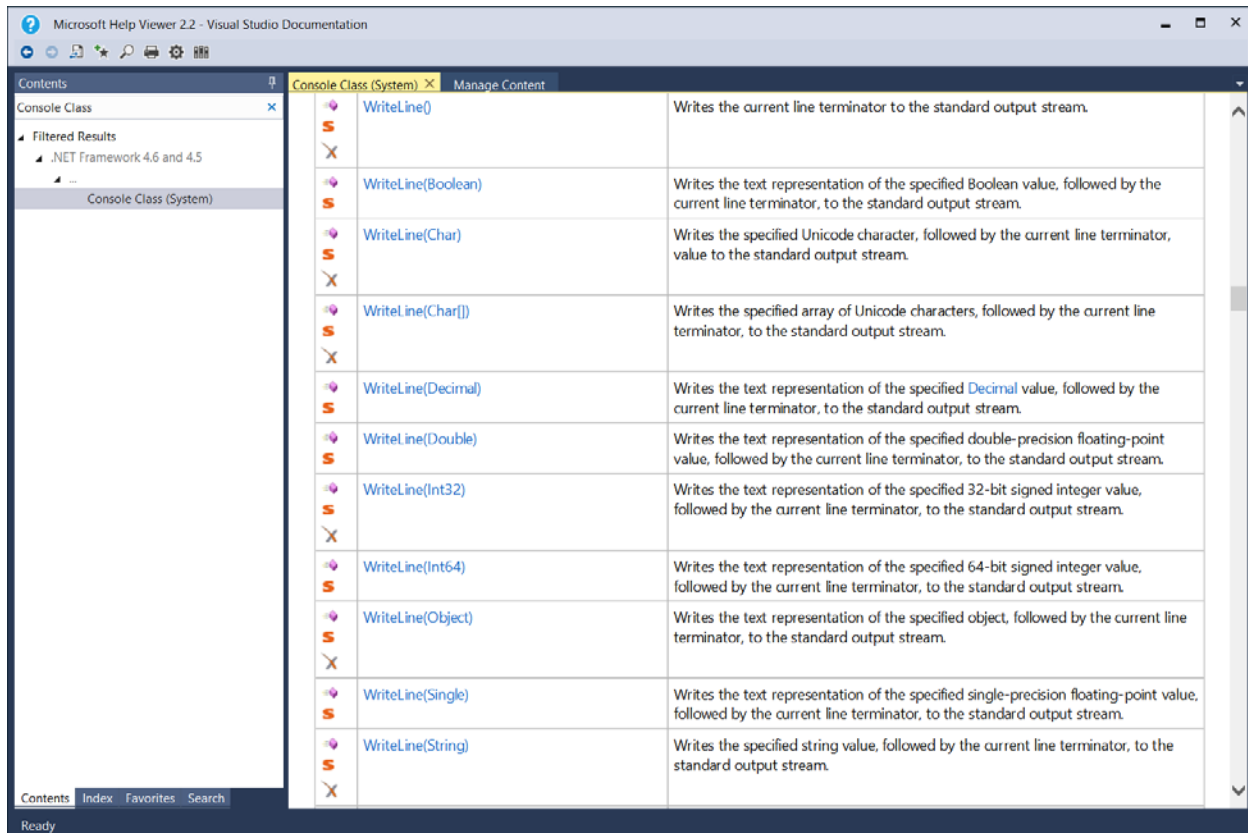 Microsoft Help Viewer 2.2 - Visual Studio Documentation
Contents
Console Class
Filtered Results
.NET Framework 4.6 and 4.5
...
Console Class (System)
Contents Index Favorites Search
Console Class (System) Manage Content
WriteLine() Writes the current line terminator to the standard output stream.
WriteLine(Boolean) Writes the text representation of the specified Boolean value, followed by the
current line terminator, to the standard output stream.
WriteLine(Char) Writes the specified Unicode character, followed by the current line terminator,
value to the standard output stream.
WriteLine(Char[]) Writes the specified array of Unicode characters, followed by the current line
terminator, to the standard output stream.
WriteLine(Decimal) Writes the text representation of the specified Decimal value, followed by the
current line terminator, to the standard output stream.
WriteLine(Double) Writes the text representation of the specified double-precision floating-point
value, followed by the current line terminator, to the standard output stream.
WriteLine(Int32) Writes the text representation of the specified 32-bit signed integer value,
followed by the current line terminator, to the standard output stream.
WriteLine(Int64) Writes the text representation of the specified 64-bit signed integer value,
followed by the current line terminator, to the standard output stream.
WriteLine(Object) Writes the text representation of the specified object, followed by the current line
terminator, to the standard output stream.
WriteLine(Single) Writes the text representation of the specified single-precision floating-point value,
followed by the current line terminator, to the standard output stream.
WriteLine(String) Writes the specified string value, followed by the current line terminator, to the
standard output stream.
Ready